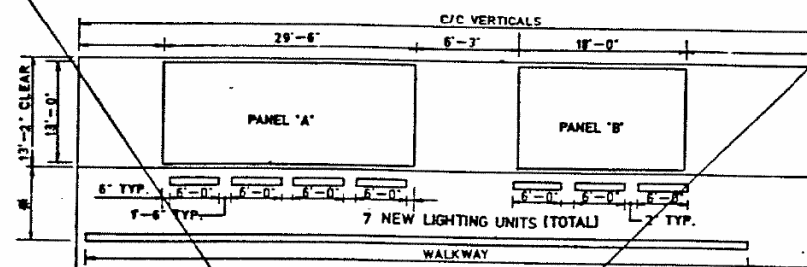 C/C VERTICALS
29'-6" 6'-3" 18'-0"
13'-2" CLEAR
13'-0"
PANEL "A"
PANEL "B"
6" TYP.
6'-0" 6'-0" 6'-0" 6'-0" 6'-0" 6'-0" 6'-0"
1'-6" TYP.
7 NEW LIGHTING UNITS (TOTAL)
2" TYP.
WALKWAY